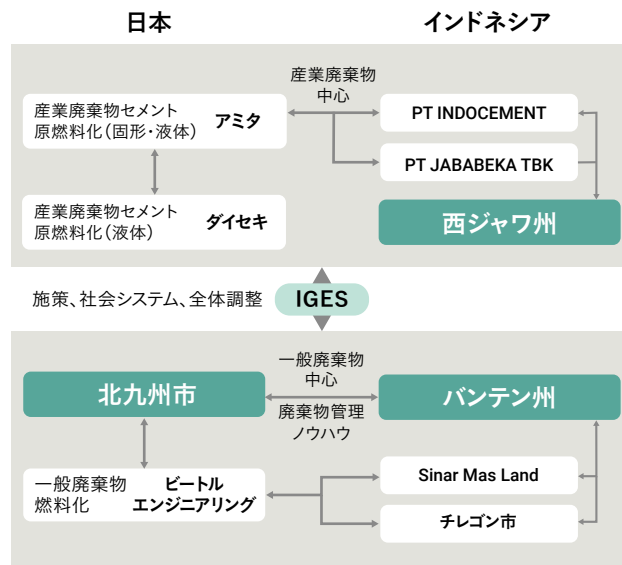 日本
インドネシア
産業廃棄物
中心
産業廃棄物セメント
原燃料化（固形・液体）
アミタ
PT INDOCEMENT
PT JABABEKA TBK
産業廃棄物セメント
原燃料化（液体）
ダイセキ
西ジャワ州
施策、社会システム、全体調整
IGES
一般廃棄物
中心
北九州市
バンテン州
廃棄物管理
ノウハウ
一般廃棄物
燃料化
ビートル
エンジニアリング
Sinar Mas Land
チレゴン市